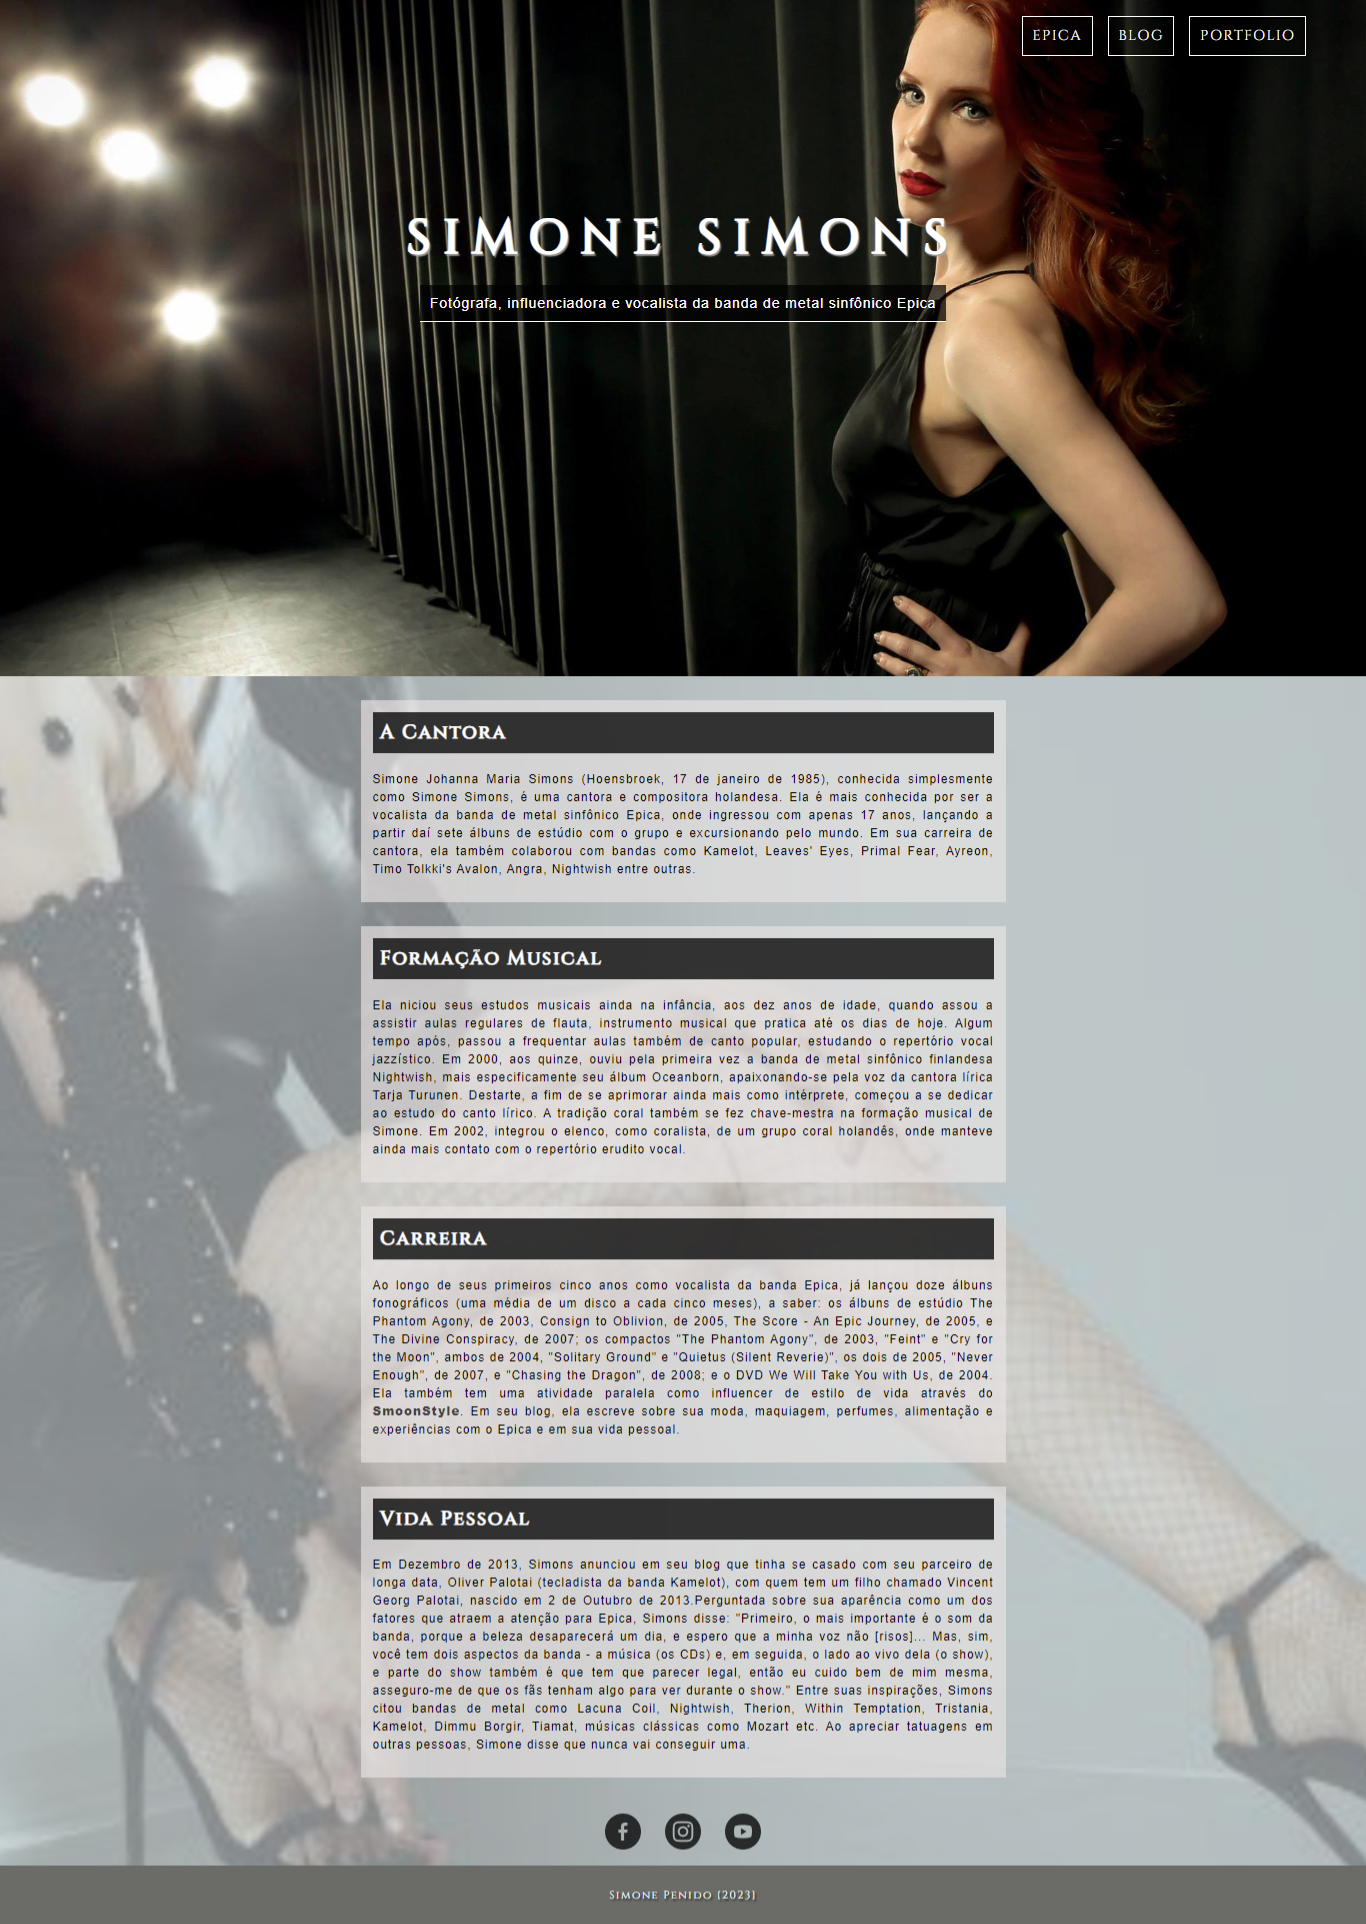 EPICA BLOG PORTFOLIO
SIMONE SIMONS
Fotógrafa, influenciadora e vocalista da banda de metal sinfônico Epica
A Cantora
Simone Johanna Maria Simons (Hoensbroek, 17 de janeiro de 1985), conhecida simplesmente
como Simone Simons, é uma cantora e compositora holandesa. Ela é mais conhecida por ser a
vocalista da banda de metal sinfônico Epica, onde ingressou com apenas 17 anos, lançando a
partir daí sete álbuns de estúdio com o grupo e excursionando pelo mundo. Em sua carreira de
cantora, ela também colaborou com bandas como Kamelot, Leaves' Eyes, Primal Fear, Ayreon,
Timo Tolkki's Avalon, Angra, Nightwish entre outras.
Formação Musical
Ela niciou seus estudos musicais ainda na infância, aos dez anos de idade, quando assou a
assistir aulas regulares de flauta, instrumento musical que pratica até os dias de hoje. Algum
tempo após, passou a frequentar aulas também de canto popular, estudando o repertório vocal
jazzístico. Em 2000, aos quinze, ouviu pela primeira vez a banda de metal sinfônico finlandesa
Nightwish, mais especificamente seu álbum Oceanborn, apaixonando-se pela voz da cantora lírica
Tarja Turunen. Destarte, a fim de se aprimorar ainda mais como intérprete, começou a se dedicar
ao estudo do canto lírico. A tradição coral também se fez chave-mestra na formação musical de
Simone. Em 2002, integrou o elenco, como coralista, de um grupo coral holandês, onde manteve
ainda mais contato com o repertório erudito vocal.
Carreira
Ao longo de seus primeiros cinco anos como vocalista da banda Epica, já lançou doze álbuns
fonográficos (uma média de um disco a cada cinco meses), a saber: os álbuns de estúdio The
Phantom Agony, de 2003, Consign to Oblivion, de 2005, The Score - An Epic Journey, de 2005, e
The Divine Conspiracy, de 2007; os compactos "The Phantom Agony", de 2003, "Feint" e "Cry for
the Moon", ambos de 2004, "Solitary Ground" e "Quietus (Silent Reverie)", os dois de 2005, "Never
Enough", de 2007, e "Chasing the Dragon", de 2008; e o DVD We Will Take You with Us, de 2004.
Ela também tem uma atividade paralela como influencer de estilo de vida através do
SmoonStyle. Em seu blog, ela escreve sobre sua moda, maquiagem, perfumes, alimentação e
experiências com o Epica e em sua vida pessoal.
Vida Pessoal
Em Dezembro de 2013, Simons anunciou em seu blog que tinha se casado com seu parceiro de
longa data, Oliver Palotai (tecladista da banda Kamelot), com quem tem um filho chamado Vincent
Georg Palotai, nascido em 2 de Outubro de 2013.Perguntada sobre sua aparência como um dos
fatores que atraem a atenção para Epica, Simons disse: "Primeiro, o mais importante é o som da
banda, porque a beleza desaparecerá um dia, e espero que a minha voz não [risos]... Mas, sim,
você tem dois aspectos da banda - a música (os CDs) e, em seguida, o lado ao vivo dela (o show),
e parte do show também é que tem que parecer legal, então eu cuido bem de mim mesma,
asseguro-me de que os fãs tenham algo para ver durante o show." Entre suas inspirações, Simons
citou bandas de metal como Lacuna Coil, Nightwish, Therion, Within Temptation, Tristania,
Kamelot, Dimmu Borgir, Tiamat, músicas clássicas como Mozart etc. Ao apreciar tatuagens em
outras pessoas, Simone disse que nunca vai conseguir uma.
Simone Penido [2023]